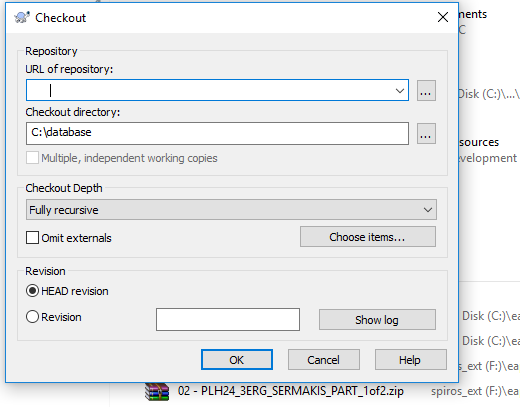 Checkout
Repository
URL of repository:
...
Checkout directory:
C:\database
...
Multiple, independent working copies
Checkout Depth
Fully recursive
Omit externals
Choose items...
Revision
HEAD revision
Revision
Show log
OK
Cancel
Help
ments
C
Disk (C:)\...\
sources
evelopment
Disk (C:)\ea
Disk (C:)\ea
spiros_ext (F:)\ea
02 - PLH24_3ERG_SERMAKIS_PART_1of2.zip
spiros_ext (F:)\ea